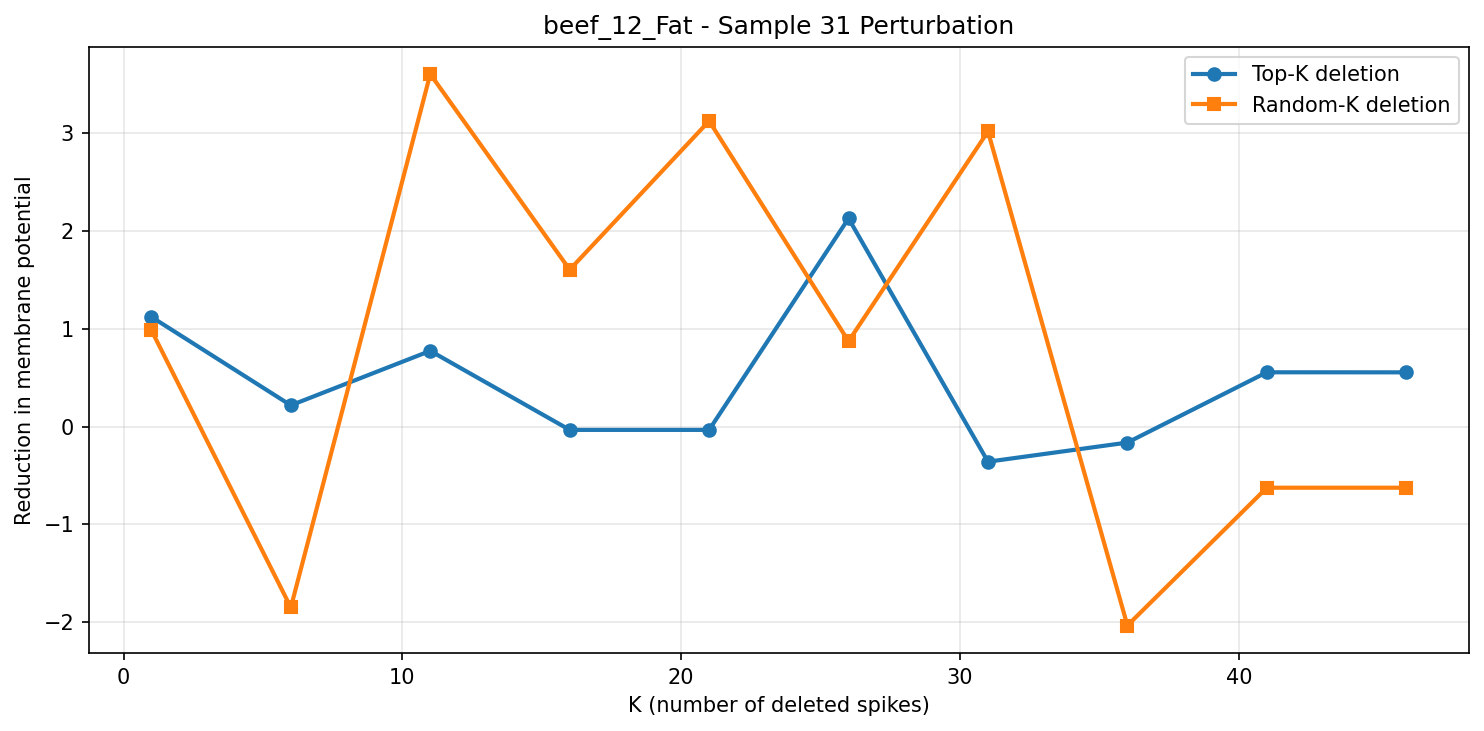 beef_12_Fat - Sample 31 Perturbation
Top-K deletion
Random-K deletion
Reduction in membrane potential
3
2
1
0
−1
−2
0
10
20
30
40
K (number of deleted spikes)